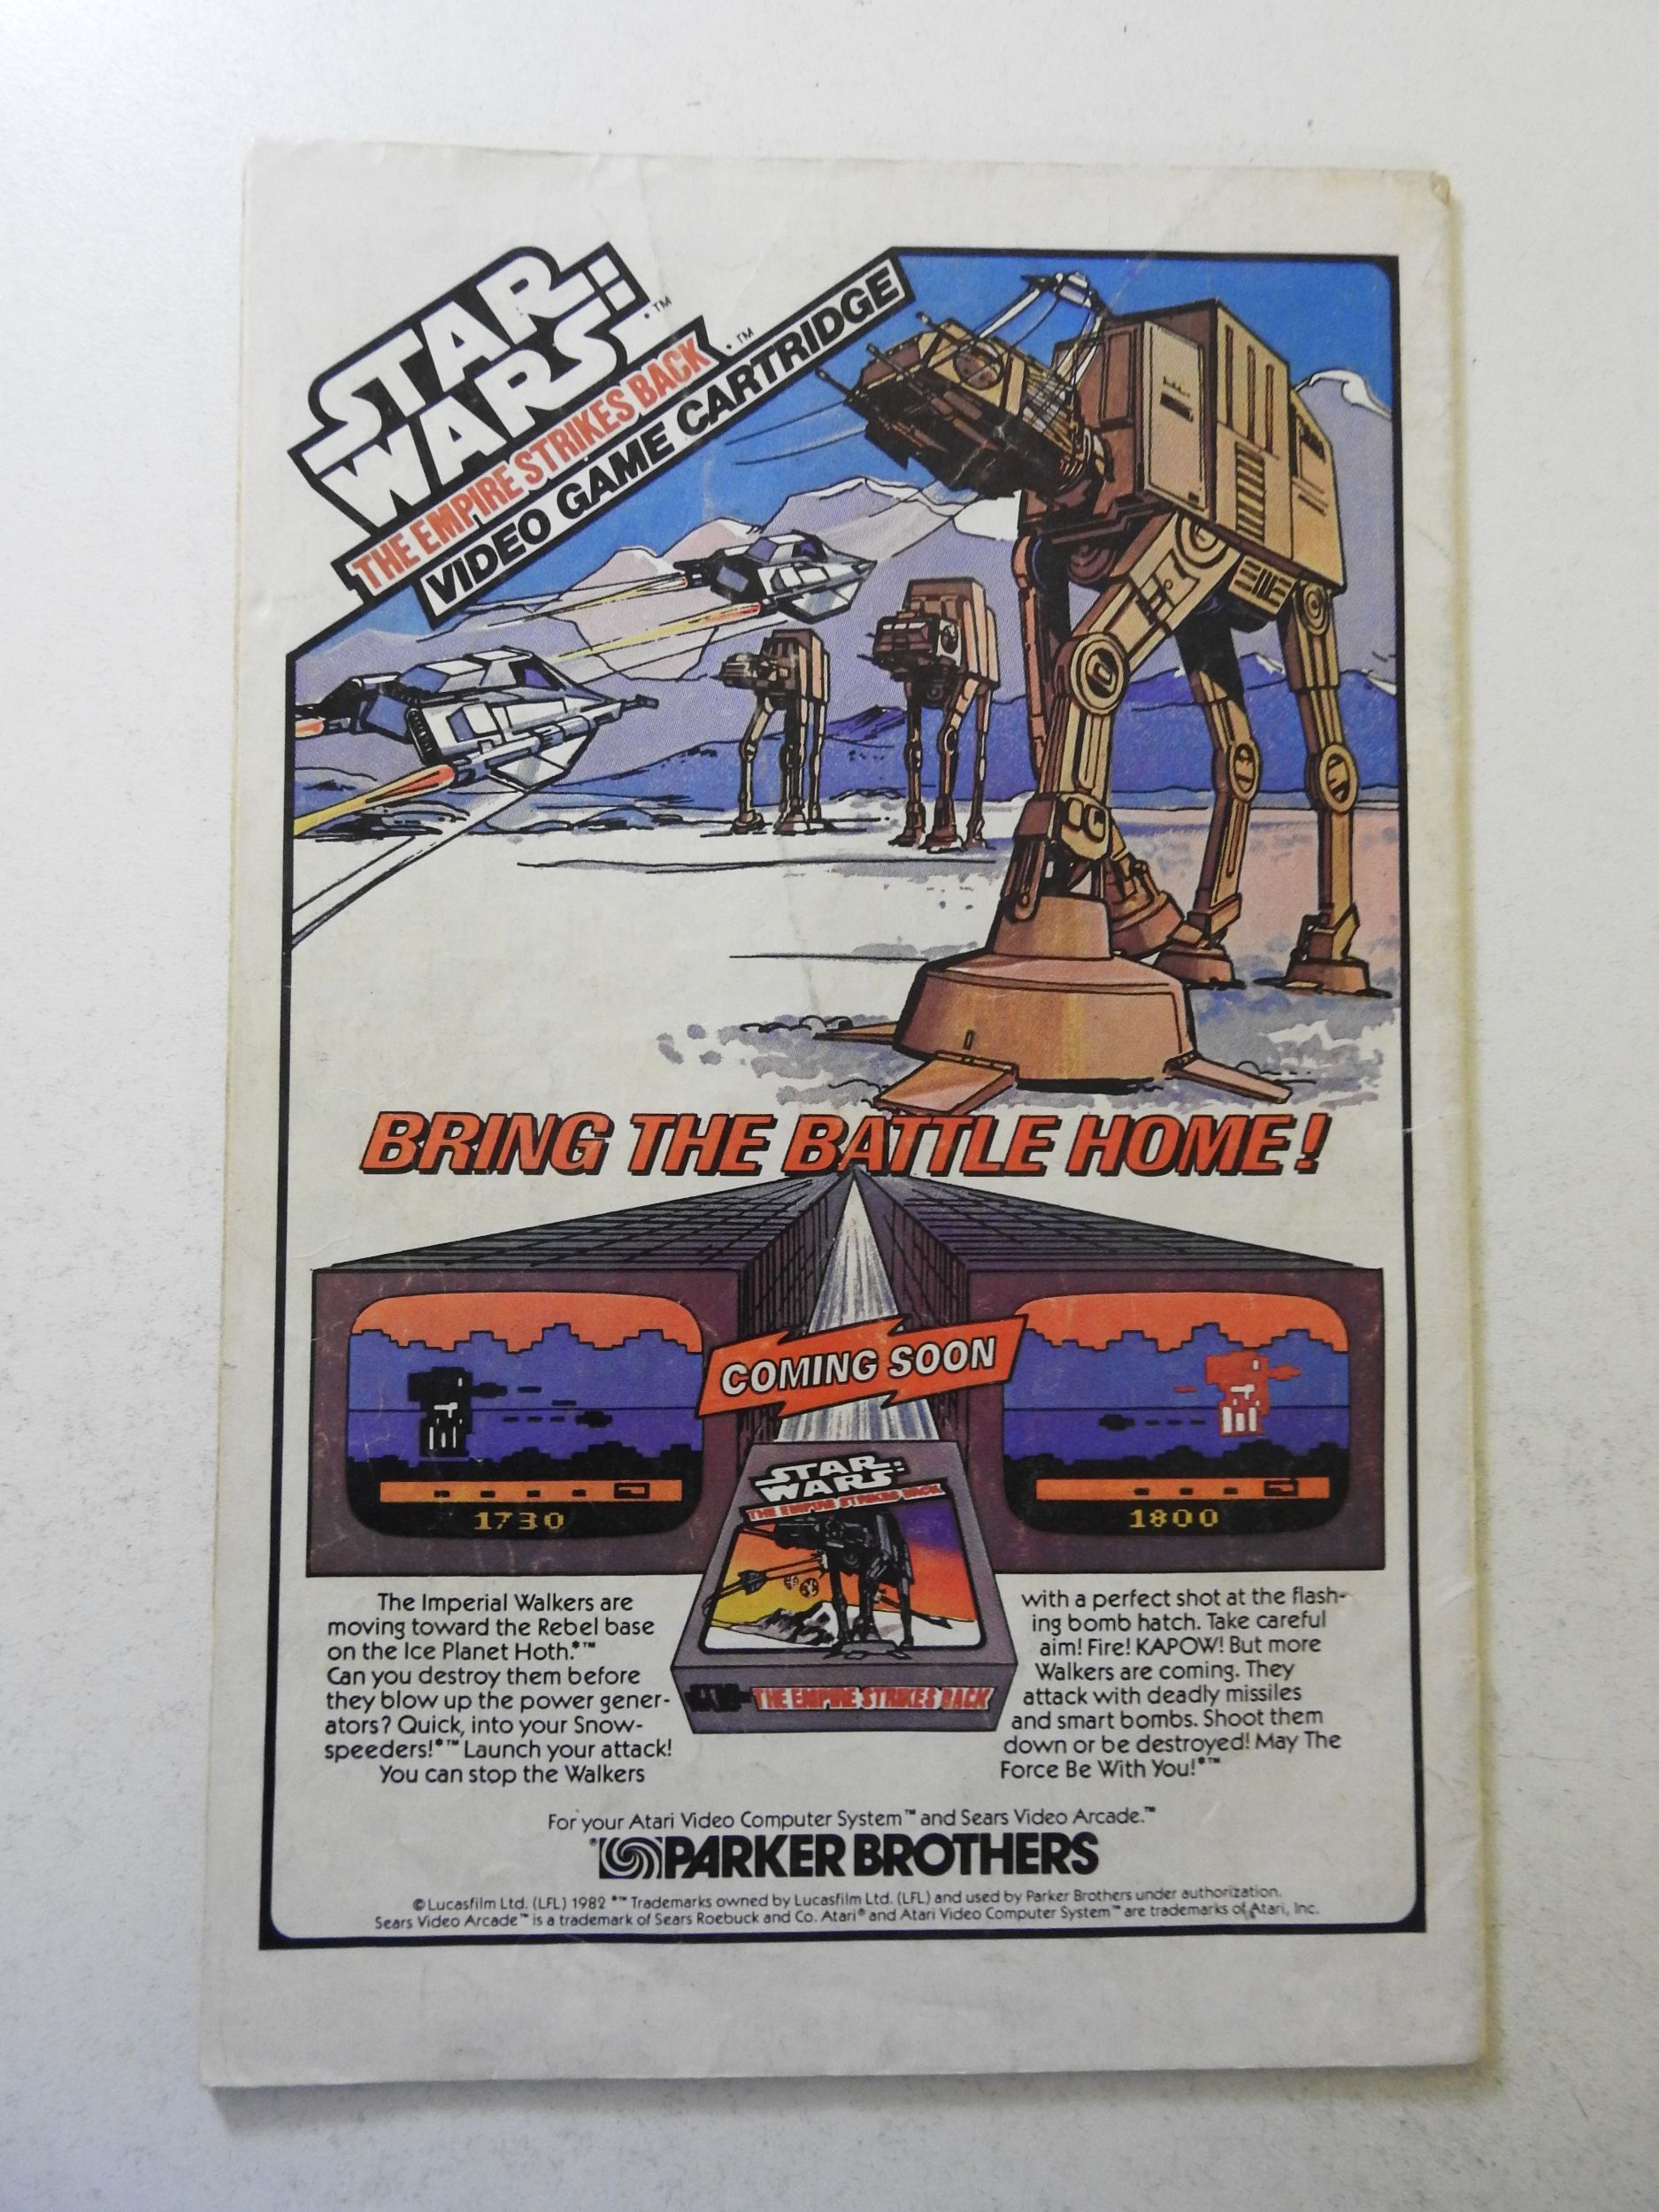 STAR
WARS
THE EMPIRE STRIKES BACK
VIDEO GAME CARTRIDGE
BRING THE BATTLE HOME!
COMING SOON
1730
1800
STAR
WARS
THE EMPIRE STRIKES BACK
THE EMPIRE STRIKES BACK
The Imperial Walkers are
moving toward the Rebel base
on the Ice Planet Hoth.*™
Can you destroy them before
they blow up the power gener-
ators? Quick, into your Snow-
speeders!*™ Launch your attack!
You can stop the Walkers
with a perfect shot at the flash-
ing bomb hatch. Take careful
aim! Fire! KAPOW! But more
Walkers are coming. They
attack with deadly missiles
and smart bombs. Shoot them
down or be destroyed! May The
Force Be With You!*™
For your Atari Video Computer System™ and Sears Video Arcade.™
PARKER BROTHERS
© Lucasfilm Ltd. (LFL) 1982 *™ Trademarks owned by Lucasfilm Ltd. (LFL) and used by Parker Brothers under authorization.
Sears Video Arcade™ is a trademark of Sears Roebuck and Co. Atari® and Atari Video Computer System™ are trademarks of Atari, Inc.